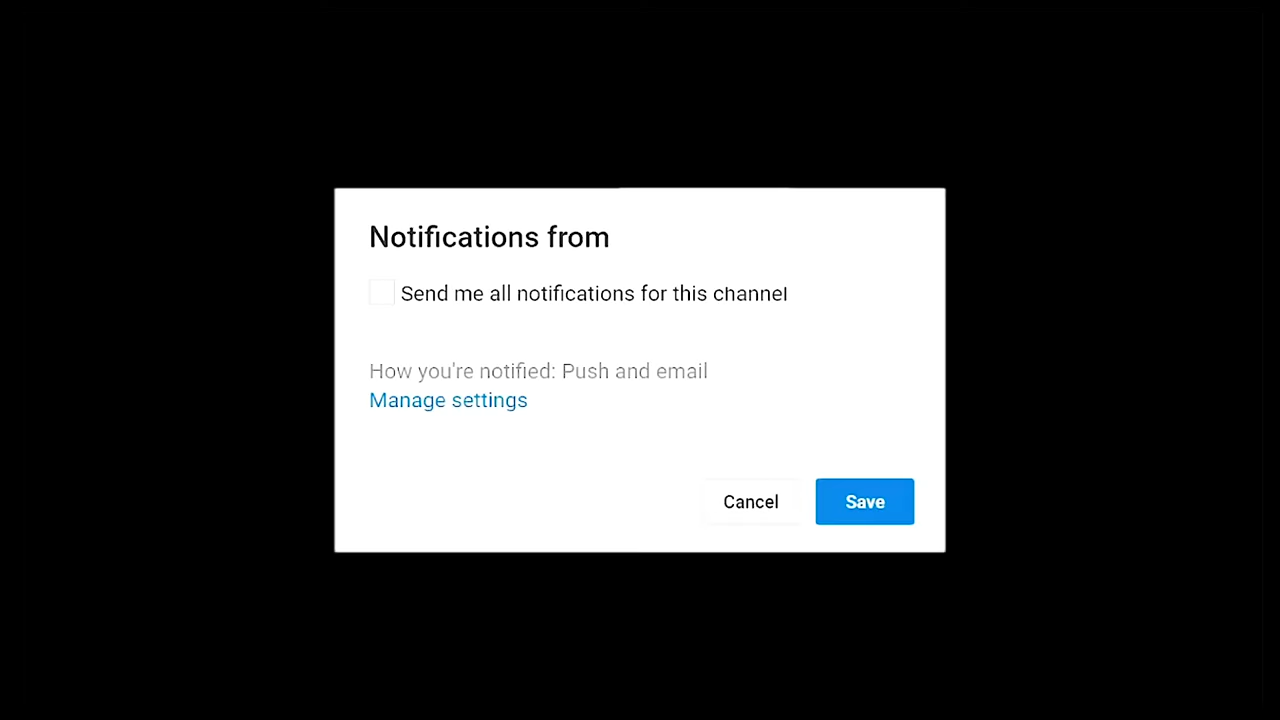 Notifications from
Send me all notifications for this channel
How you're notified: Push and email
Manage settings
Cancel Save